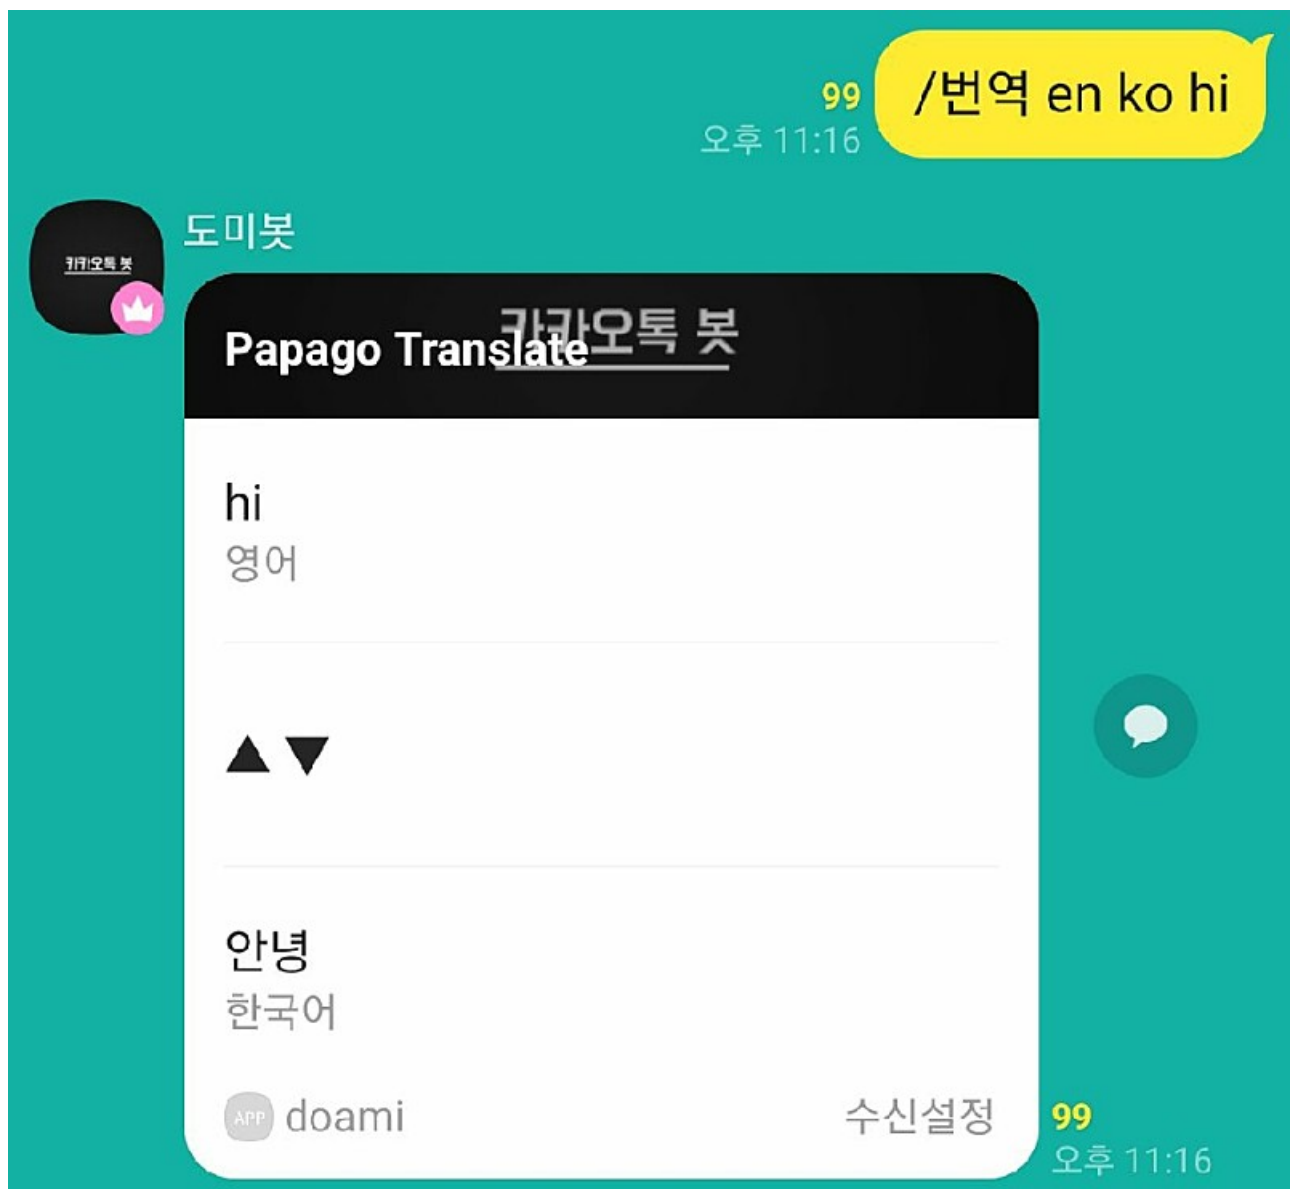 /번역 en ko hi
99
오후 11:16
카카오톡 봇
도미봇
카카오톡 봇
Papago Translate
hi
영어
▲▼
안녕
한국어
APP doami
수신설정
99
오후 11:16